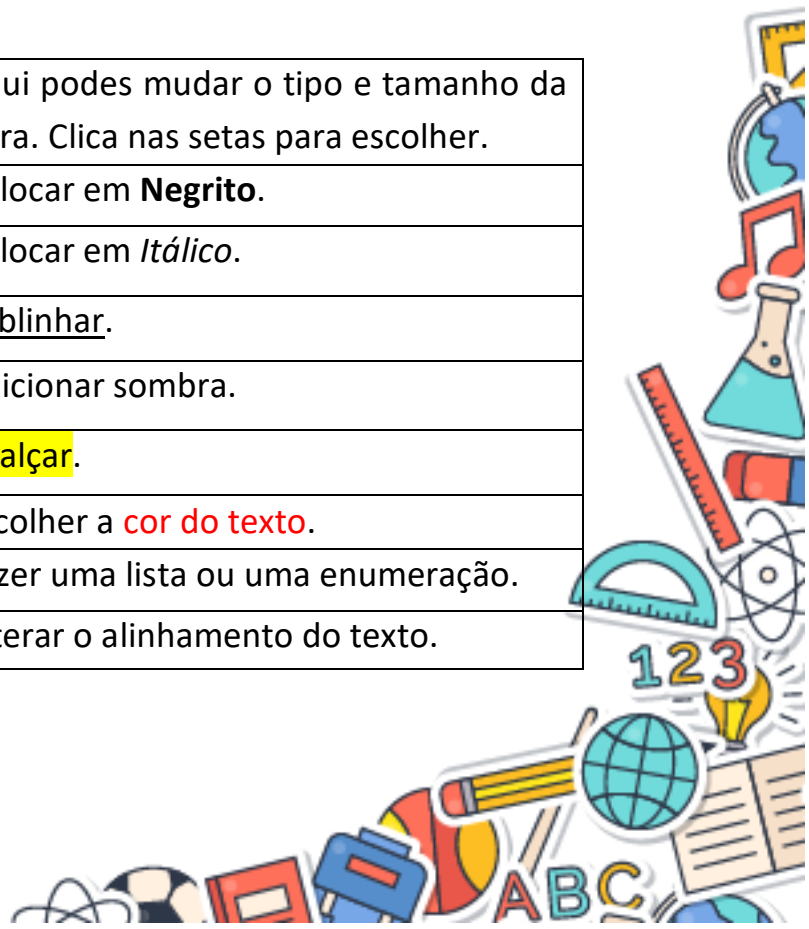 ui podes mudar o tipo e tamanho da
ra. Clica nas setas para escolher.
locar em Negrito.
locar em Itálico.
blinhar.
icionar sombra.
alçar.
colher a cor do texto.
zer uma lista ou uma enumeração.
terar o alinhamento do texto.
123
ABC